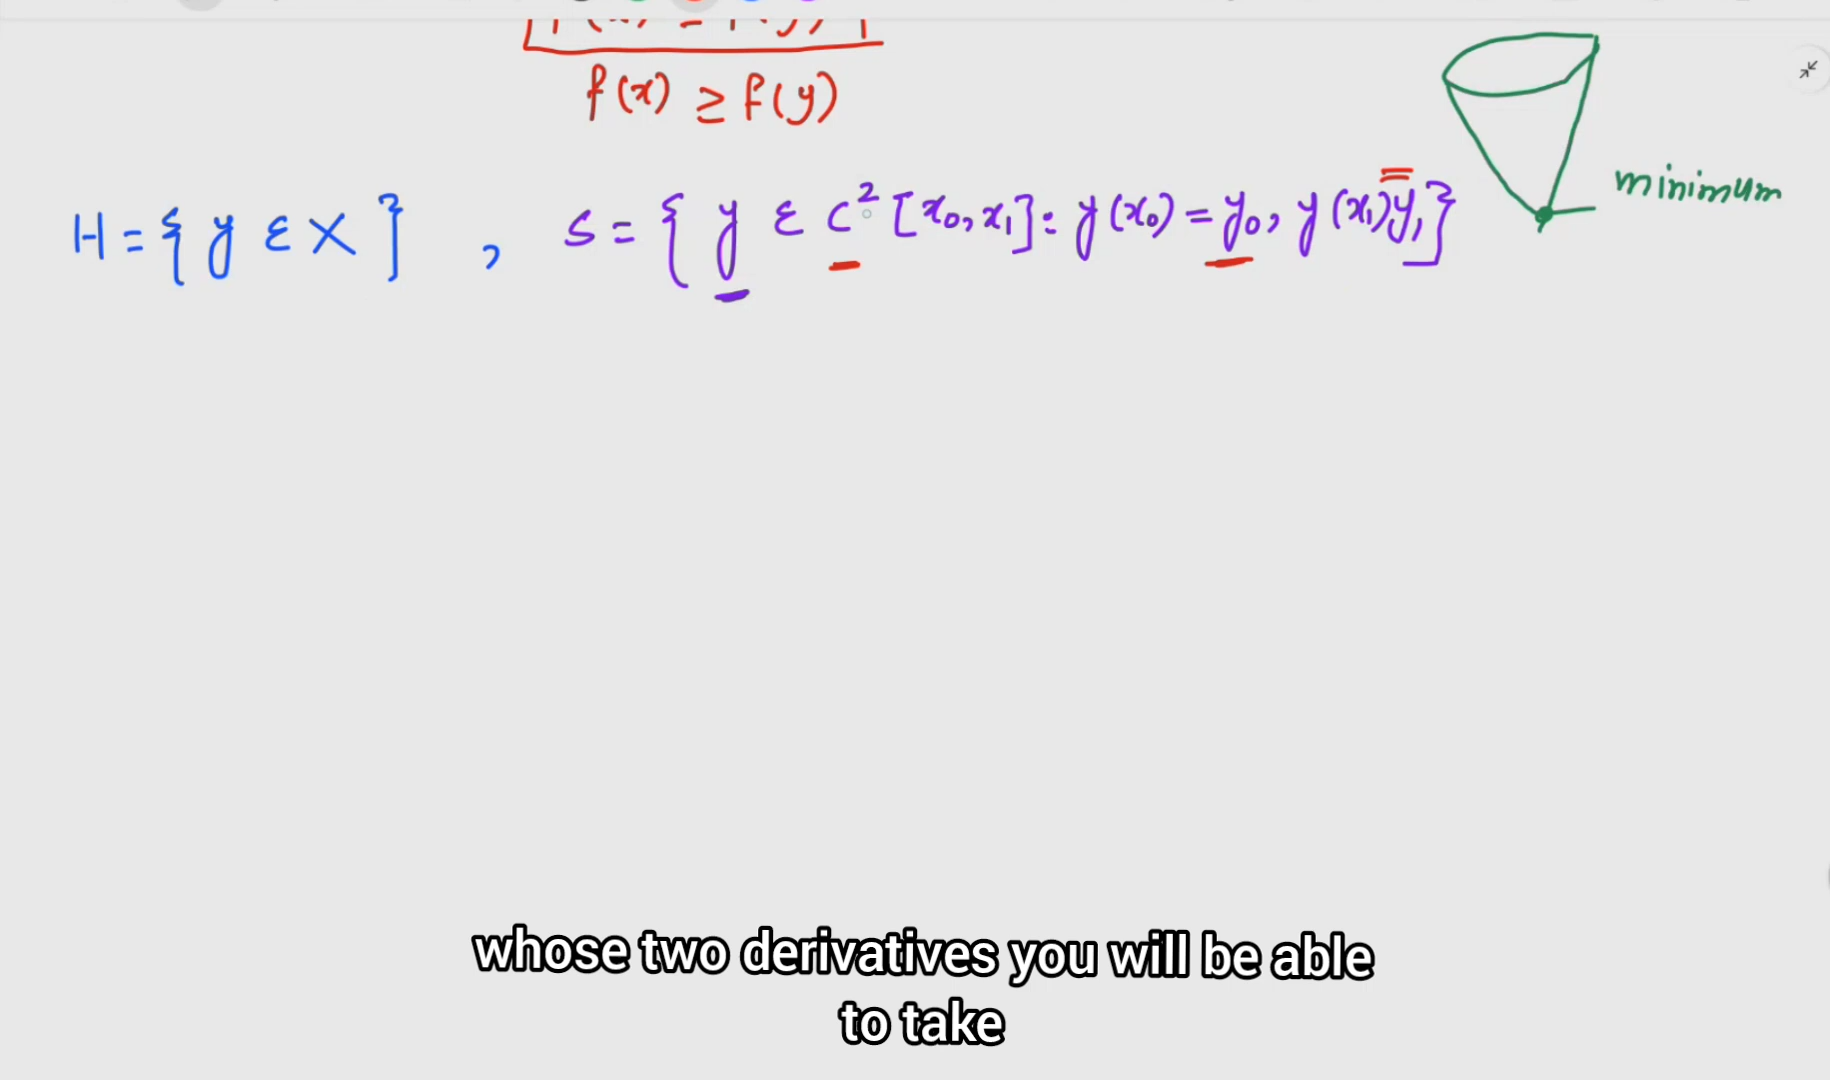 f(x) ≥ f(y)
minimum
H = { y ε X } , S = { y ε C² [x₀, x₁] : y(x₀) = y₀, y(x₁) y₁ }
whose two derivatives you will be able
to take